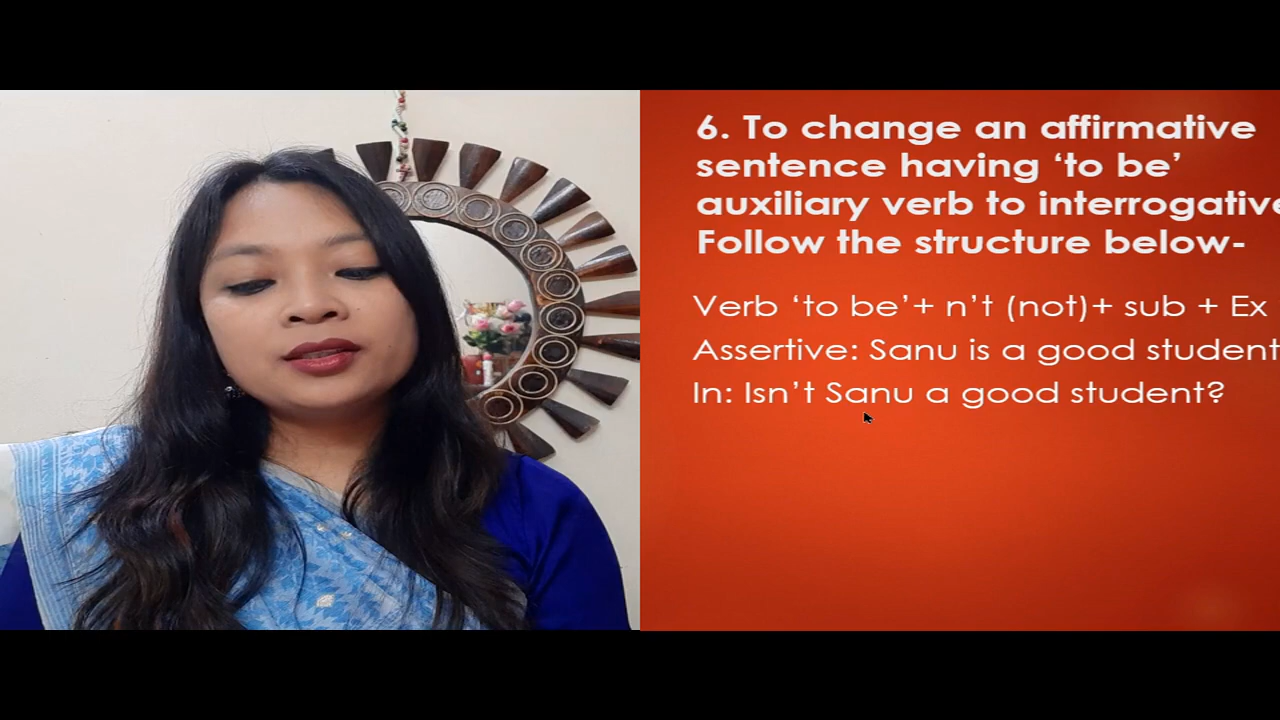 6. To change an affirmative
sentence having ‘to be’
auxiliary verb to interrogative
Follow the structure below-
Verb ‘to be’+ n’t (not)+ sub + Ex
Assertive: Sanu is a good student
In: Isn’t Sanu a good student?